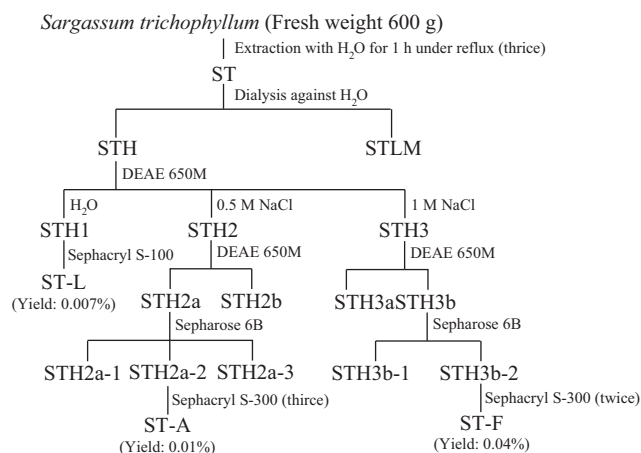 Sargassum trichophyllum (Fresh weight 600 g)
Extraction with H₂O for 1 h under reflux (thrice)
ST
Dialysis against H₂O
STH STLM
DEAE 650M
H₂O 0.5 M NaCl 1 M NaCl
STH1 STH2 STH3
Sephacryl S-100 DEAE 650M DEAE 650M
ST-L
(Yield: 0.007%)
STH2a STH2b STH3a STH3b
Sepharose 6B Sepharose 6B
STH2a-1 STH2a-2 STH2a-3 STH3b-1 STH3b-2
Sephacryl S-300 (thirce) Sephacryl S-300 (twice)
ST-A ST-F
(Yield: 0.01%) (Yield: 0.04%)